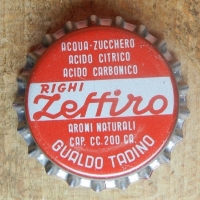 ACQUA-ZUCCHERO
ACIDO CITRICO
ACIDO CARBONICO
RIGHI
Zeffiro
AROMI NATURALI
CAP. CC. 200 CA.
GUALDO TADINO